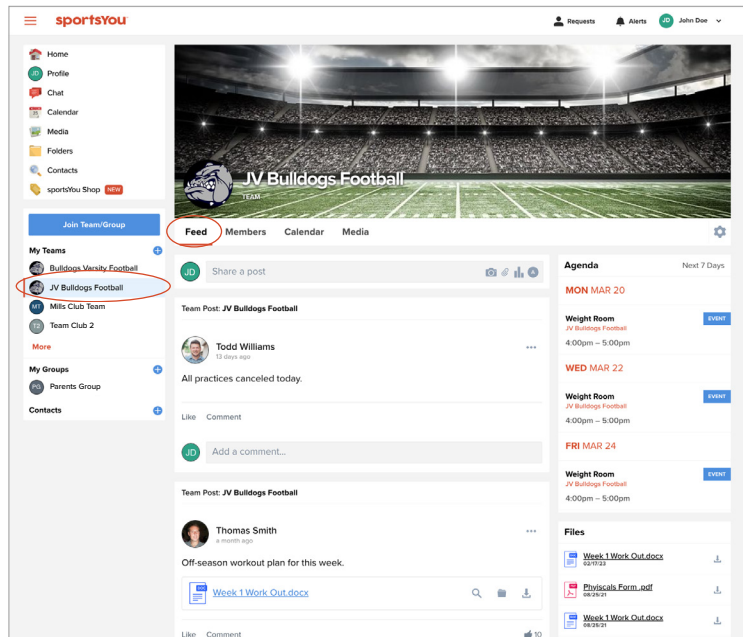 sportsYou
Requests
Alerts
JD
John Doe
Home
JD Profile
Chat
Calendar
Media
Folders
Contacts
sportsYou Shop NEW
Join Team/Group
My Teams
Bulldogs Varsity Football
JV Bulldogs Football
MT Mills Club Team
T2 Team Club 2
More
My Groups
PG Parents Group
Contacts
JV Bulldogs Football
TEAM
Feed Members Calendar Media
JD Share a post
Team Post: JV Bulldogs Football
Todd Williams
13 days ago
All practices canceled today.
Like Comment
JD Add a comment...
Team Post: JV Bulldogs Football
Thomas Smith
a month ago
Off-season workout plan for this week.
Week 1 Work Out.docx
Like Comment 10
Agenda Next 7 Days
MON MAR 20
Weight Room EVENT
JV Bulldogs Football
4:00pm – 5:00pm
WED MAR 22
Weight Room EVENT
JV Bulldogs Football
4:00pm – 5:00pm
FRI MAR 24
Weight Room EVENT
JV Bulldogs Football
4:00pm – 5:00pm
Files
Week 1 Work Out.docx
02/17/23
Phyiscals Form .pdf
08/26/21
Week 1 Work Out.docx
08/25/21